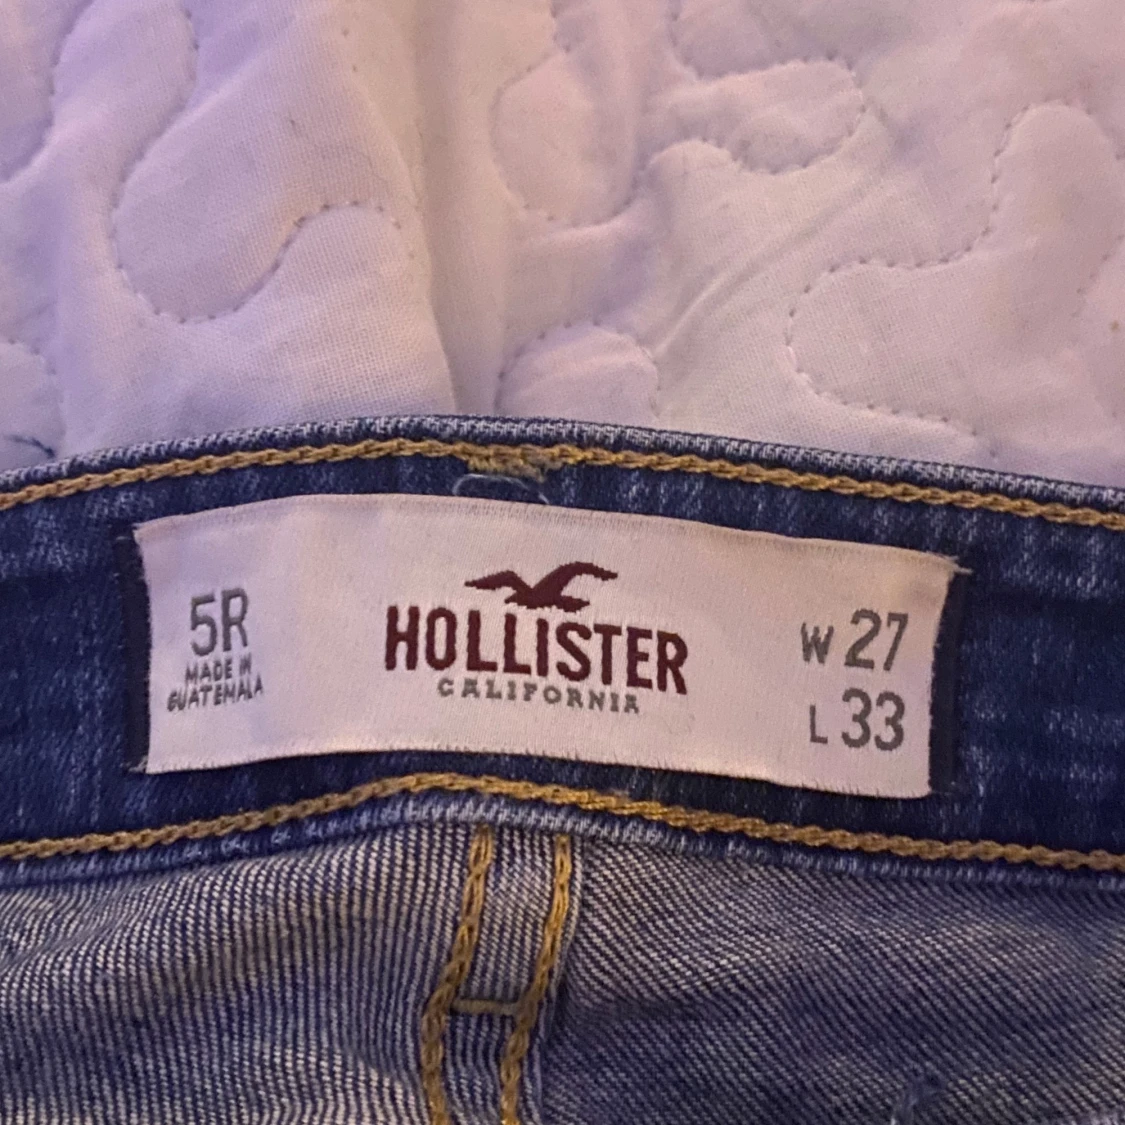 5R
MADE IN
GUATEMALA
HOLLISTER
CALIFORNIA
W 27
L 33